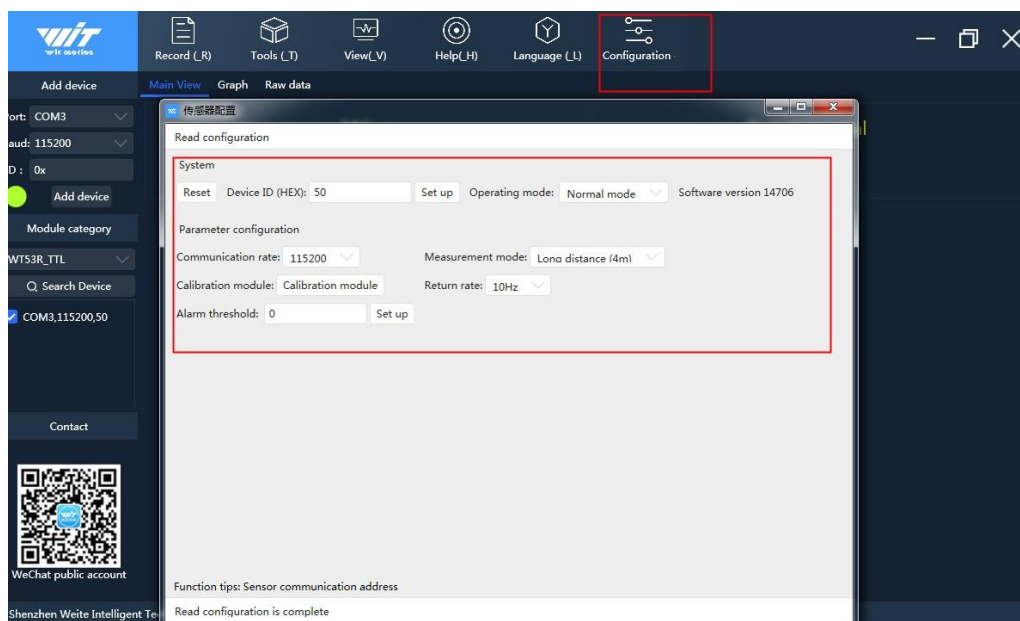 WIT
wit motion
Record (_R) Tools (_T) View(_V) Help(_H) Language (_L) Configuration
Add device Main View Graph Raw data
ort: COM3
传感器配置
aud: 115200
Read configuration
D : 0x
System
Add device
Reset Device ID (HEX): 50 Set up Operating mode: Normal mode Software version 14706
Module category
Parameter configuration
WT53R_TTL
Communication rate: 115200 Measurement mode: Long distance (4m)
Search Device
Calibration module: Calibration module Return rate: 10Hz
COM3,115200,50
Alarm threshold: 0 Set up
Contact
WeChat public account
Function tips: Sensor communication address
Shenzhen Weite Intelligent Te
Read configuration is complete